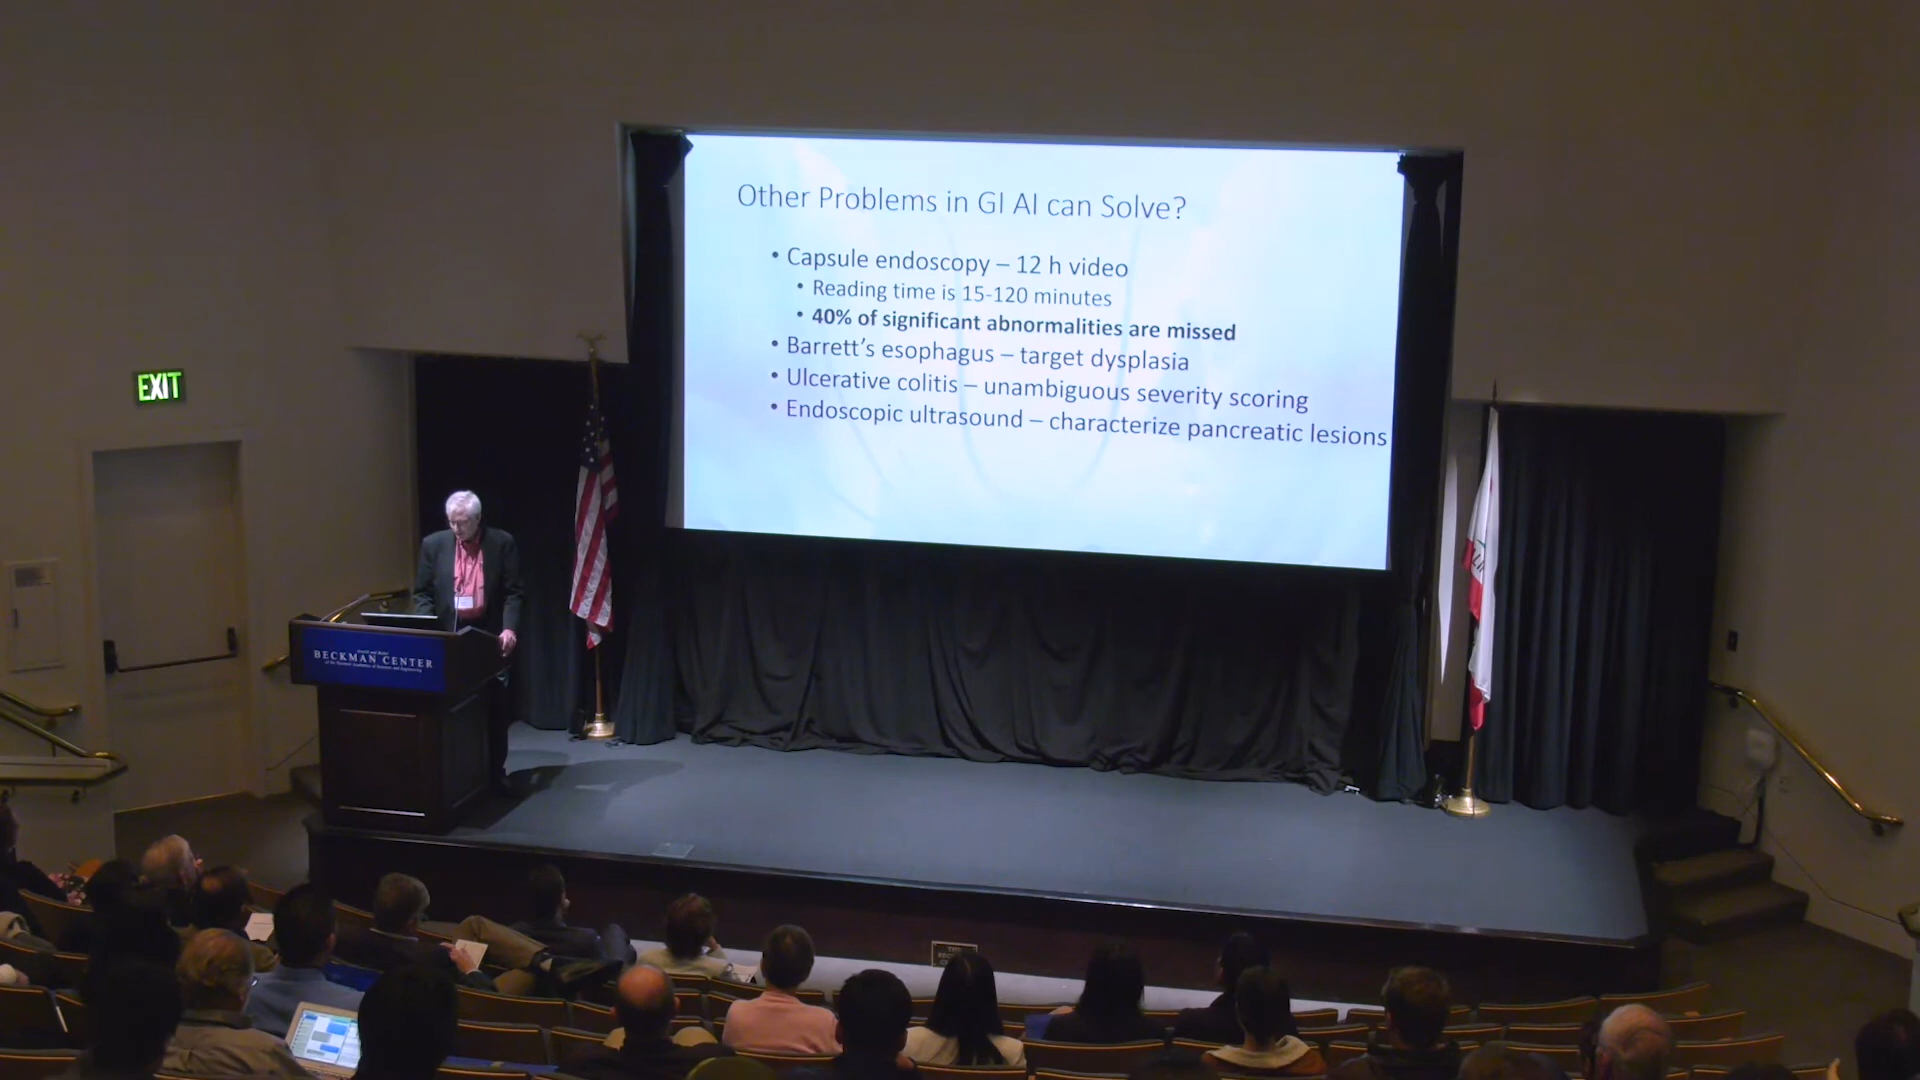 Other Problems in GI AI can Solve?
• Capsule endoscopy – 12 h video
• Reading time is 15-120 minutes
• 40% of significant abnormalities are missed
• Barrett's esophagus – target dysplasia
• Ulcerative colitis – unambiguous severity scoring
• Endoscopic ultrasound – characterize pancreatic lesions
EXIT
BECKMAN CENTER